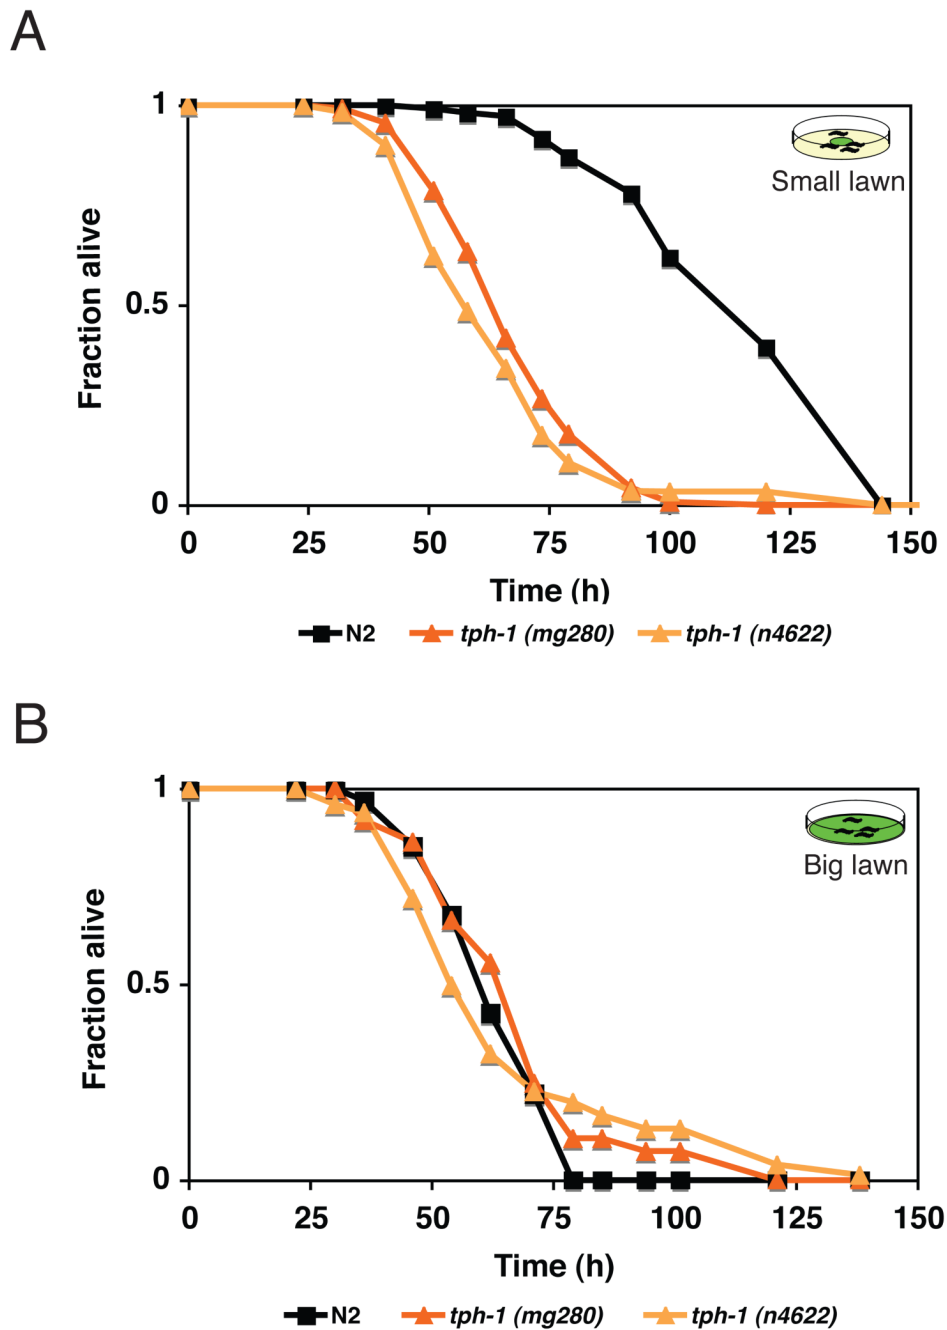 A
1
0.5
0
Fraction alive
Small lawn
0 25 50 75 100 125 150
Time (h)
N2 tph-1 (mg280) tph-1 (n4622)
B
1
0.5
0
Fraction alive
Big lawn
0 25 50 75 100 125 150
Time (h)
N2 tph-1 (mg280) tph-1 (n4622)